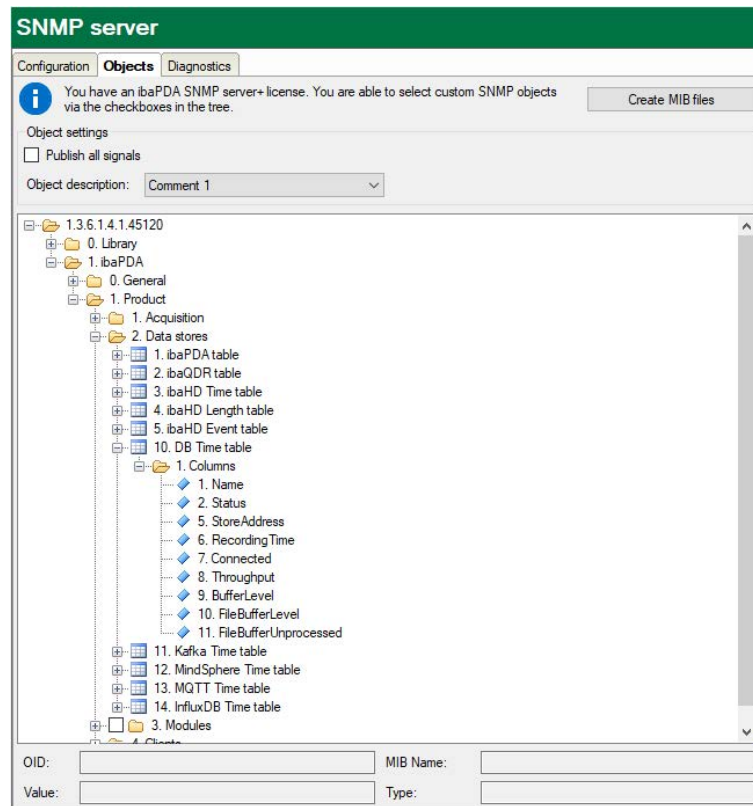 SNMP server
Configuration Objects Diagnostics
You have an ibaPDA SNMP server+ license. You are able to select custom SNMP objects
via the checkboxes in the tree.
Create MIB files
Object settings
Publish all signals
Object description: Comment 1
1.3.6.1.4.1.45120
0. Library
1. ibaPDA
0. General
1. Product
1. Acquisition
2. Data stores
1. ibaPDA table
2. ibaQDR table
3. ibaHD Time table
4. ibaHD Length table
5. ibaHD Event table
10. DB Time table
1. Columns
1. Name
2. Status
5. StoreAddress
6. RecordingTime
7. Connected
8. Throughput
9. BufferLevel
10. FileBufferLevel
11. FileBufferUnprocessed
11. Kafka Time table
12. MindSphere Time table
13. MQTT Time table
14. InfluxDB Time table
3. Modules
4. Clients
OID: MIB Name:
Value: Type: